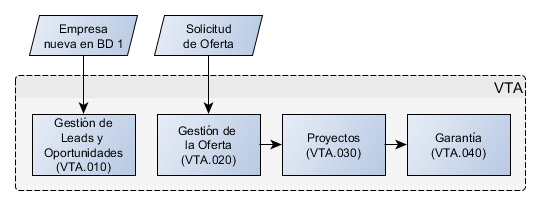 Empresa
nueva en BD 1
Solicitud
de Oferta
VTA
Gestión de
Leads y
Oportunidades
(VTA.010)
Gestión de
la Oferta
(VTA.020)
Proyectos
(VTA.030)
Garantía
(VTA.040)